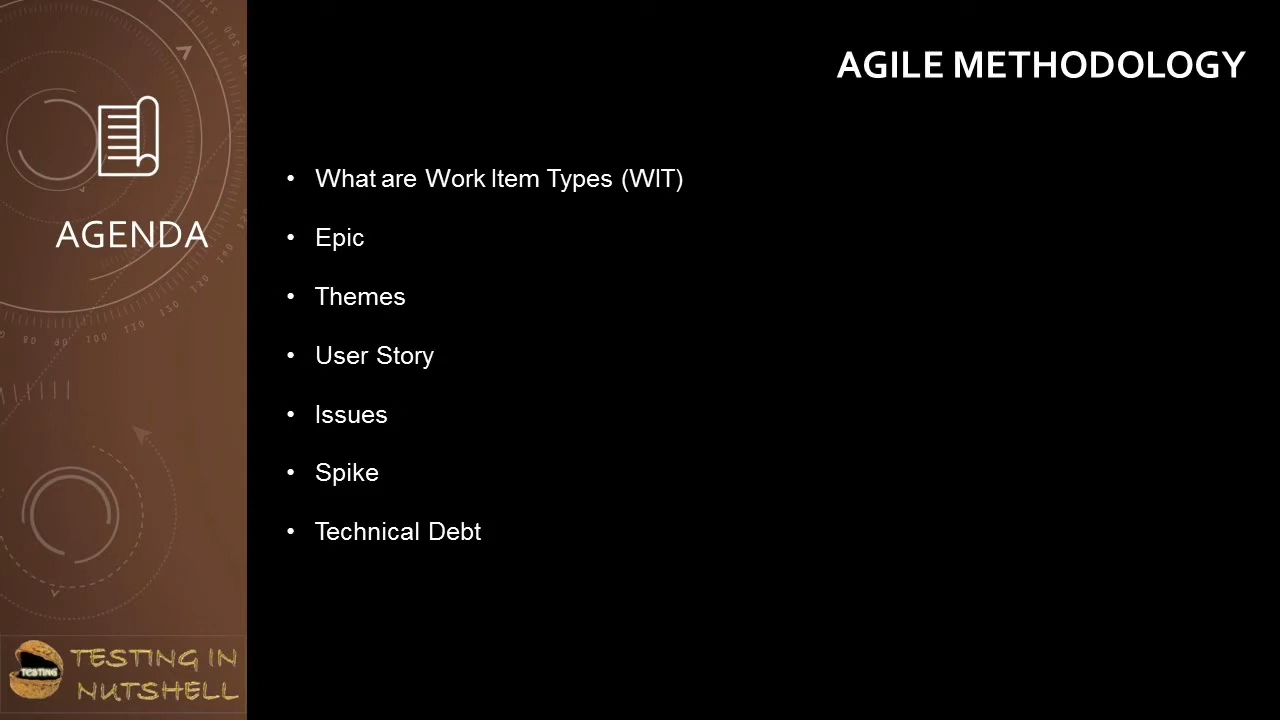 AGILE METHODOLOGY
AGENDA
• What are Work Item Types (WIT)
• Epic
• Themes
• User Story
• Issues
• Spike
• Technical Debt
TESTING
TESTING IN
NUTSHELL